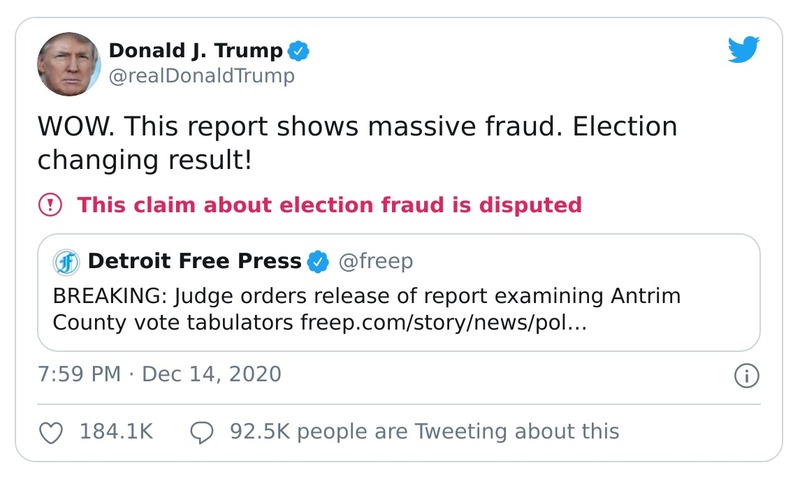 Donald J. Trump
@realDonaldTrump
WOW. This report shows massive fraud. Election
changing result!
This claim about election fraud is disputed
Detroit Free Press @freep
BREAKING: Judge orders release of report examining Antrim
County vote tabulators freep.com/story/news/pol…
7:59 PM · Dec 14, 2020
184.1K 92.5K people are Tweeting about this